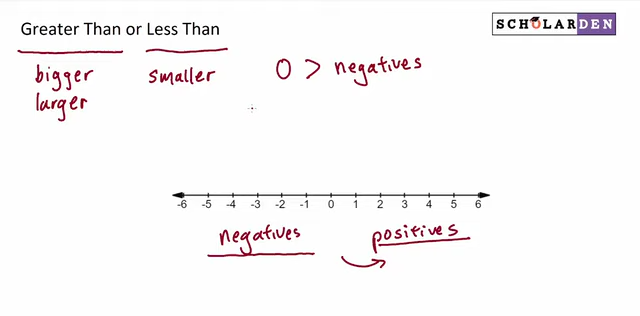 Greater Than or Less Than
SCHOLARDEN
bigger smaller 0 > negatives
larger
-6 -5 -4 -3 -2 -1 0 1 2 3 4 5 6
negatives positives